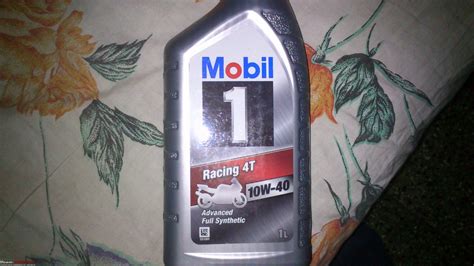 Mobil
1
Racing 4T
10W-40
Advanced
Full Synthetic
1L